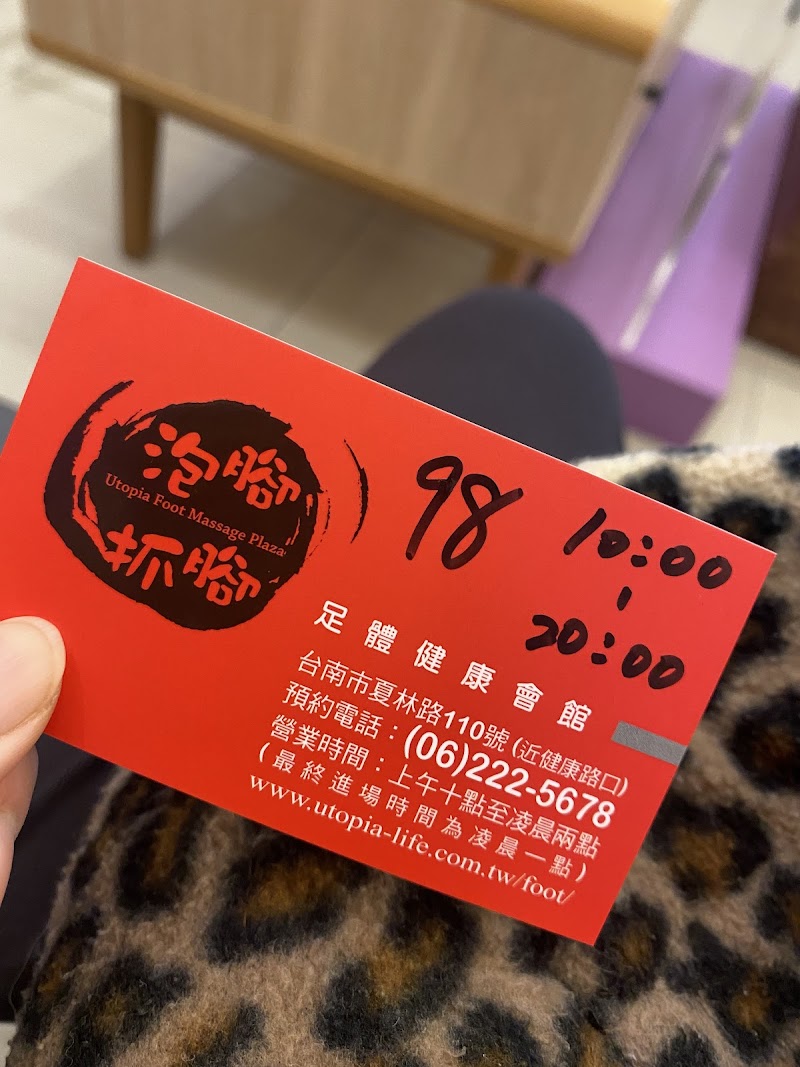 泡腳
Utopia Foot Massage Plaza
抓腳
98 10:00
-
20:00
足體健康會館
台南市夏林路110號(近健康路口)
預約電話：(06)222-5678
營業時間：上午十點至凌晨兩點
(最終進場時間為凌晨一點)
www.utopia-life.com.tw/foot/